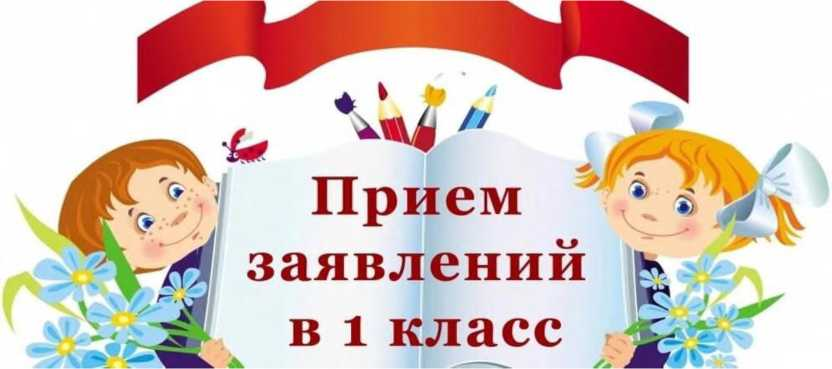 Прием
заявлений
в 1 класс